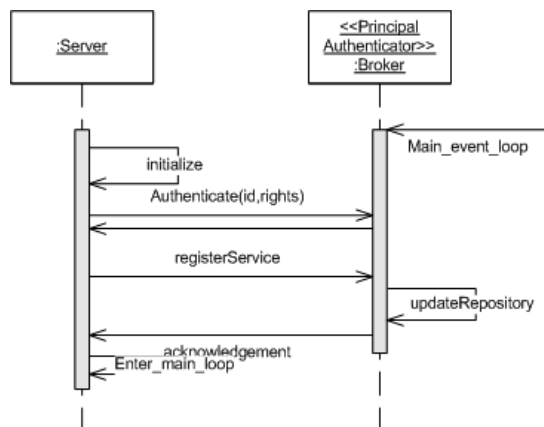 :Server
<<Principal
Authenticator>>
:Broker
Main_event_loop
initialize
Authenticate(id,rights)
registerService
updateRepository
acknowledgement
Enter_main_loop